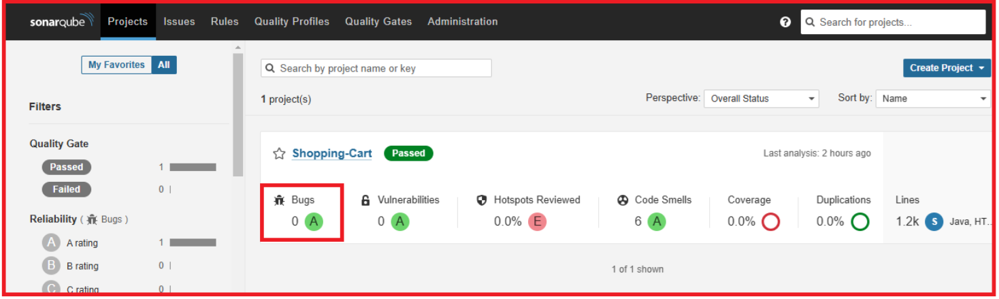 sonarqube Projects Issues Rules Quality Profiles Quality Gates Administration ? Search for projects...
My Favorites All
Search by project name or key
Create Project
1 project(s)
Perspective: Overall Status
Sort by: Name
Filters
Quality Gate
Passed 1
Failed 0
Reliability ( Bugs )
A A rating 1
B B rating 0
C C rating 0
Shopping-Cart Passed
Last analysis: 2 hours ago
Bugs Vulnerabilities Hotspots Reviewed Code Smells Coverage Duplications Lines
0 A 0 A 0.0% E 6 A 0.0% 0.0% 1.2k S Java, HT...
1 of 1 shown